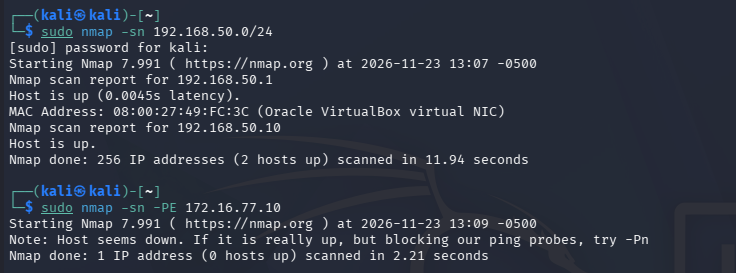 ┌──(kali㉿kali)-[~]
└─$ sudo nmap -sn 192.168.50.0/24
[sudo] password for kali:
Starting Nmap 7.991 ( https://nmap.org ) at 2026-11-23 13:07 -0500
Nmap scan report for 192.168.50.1
Host is up (0.0045s latency).
MAC Address: 08:00:27:49:FC:3C (Oracle VirtualBox virtual NIC)
Nmap scan report for 192.168.50.10
Host is up.
Nmap done: 256 IP addresses (2 hosts up) scanned in 11.94 seconds
┌──(kali㉿kali)-[~]
└─$ sudo nmap -sn -PE 172.16.77.10
Starting Nmap 7.991 ( https://nmap.org ) at 2026-11-23 13:09 -0500
Note: Host seems down. If it is really up, but blocking our ping probes, try -Pn
Nmap done: 1 IP address (0 hosts up) scanned in 2.21 seconds